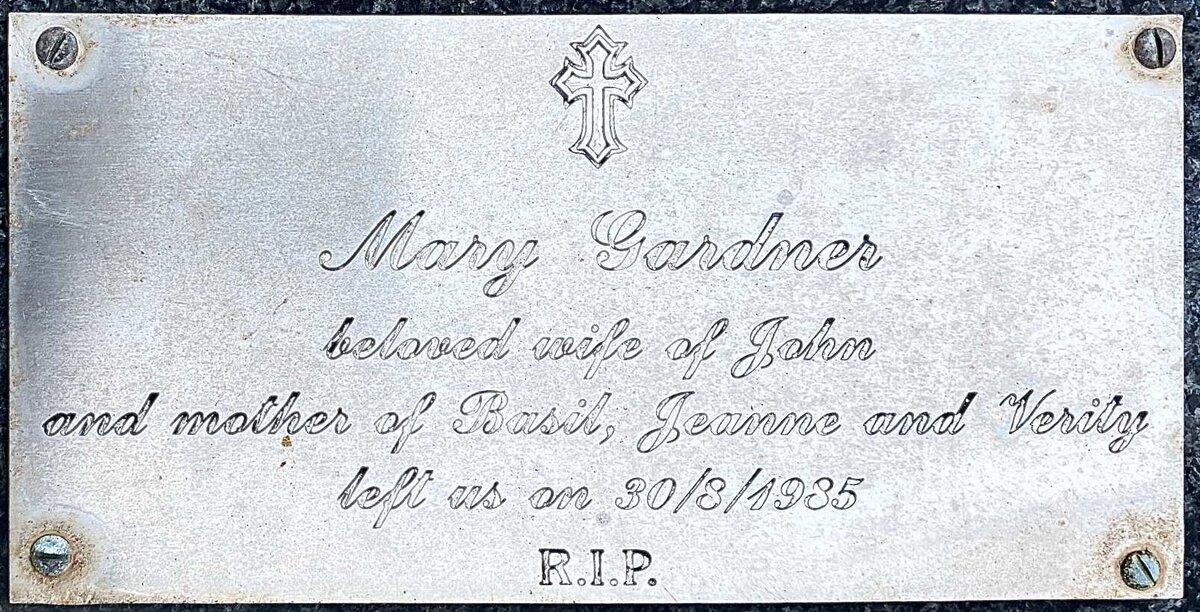 Mary Gardner
beloved wife of John
and mother of Basil, Jeanne and Verity
left us on 30/8/1985
R.I.P.